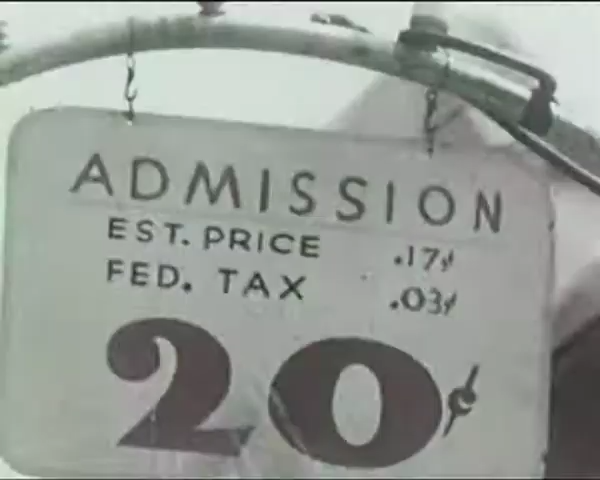 ADMISSION
EST. PRICE .17¢
FED. TAX .03¢
20¢